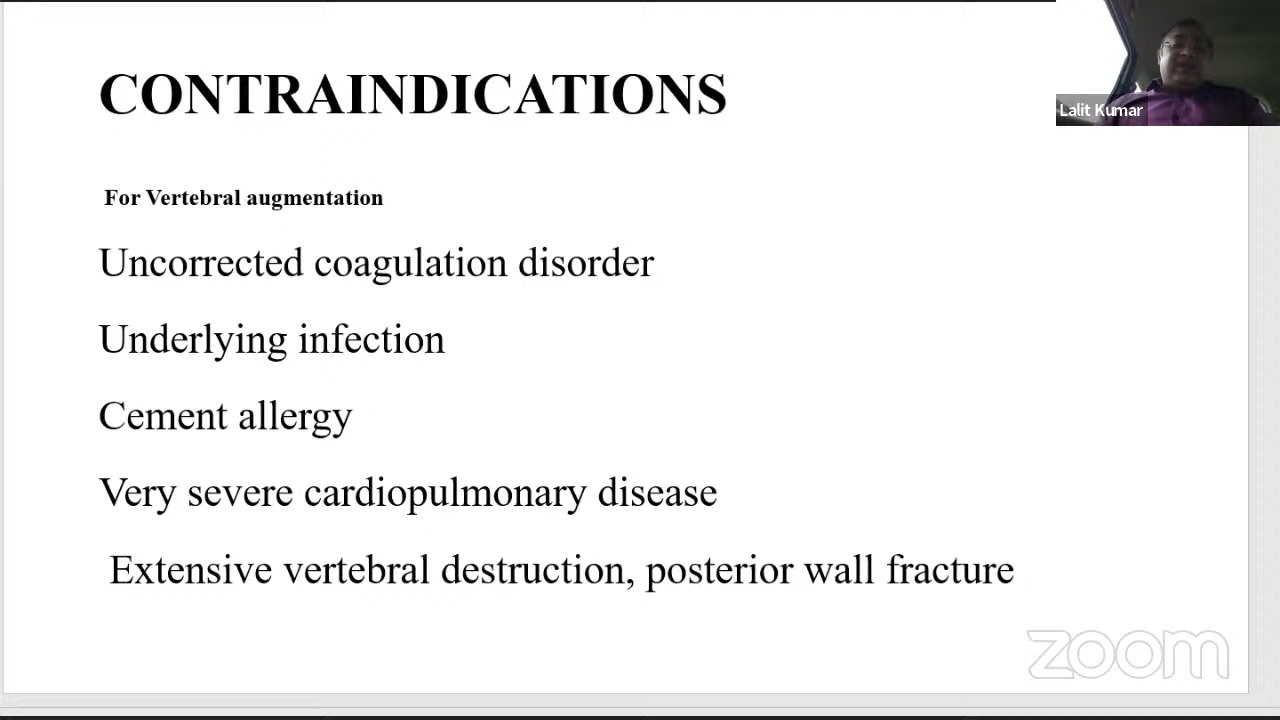 CONTRAINDICATIONS
Lalit Kumar
For Vertebral augmentation
Uncorrected coagulation disorder
Underlying infection
Cement allergy
Very severe cardiopulmonary disease
Extensive vertebral destruction, posterior wall fracture
zoom